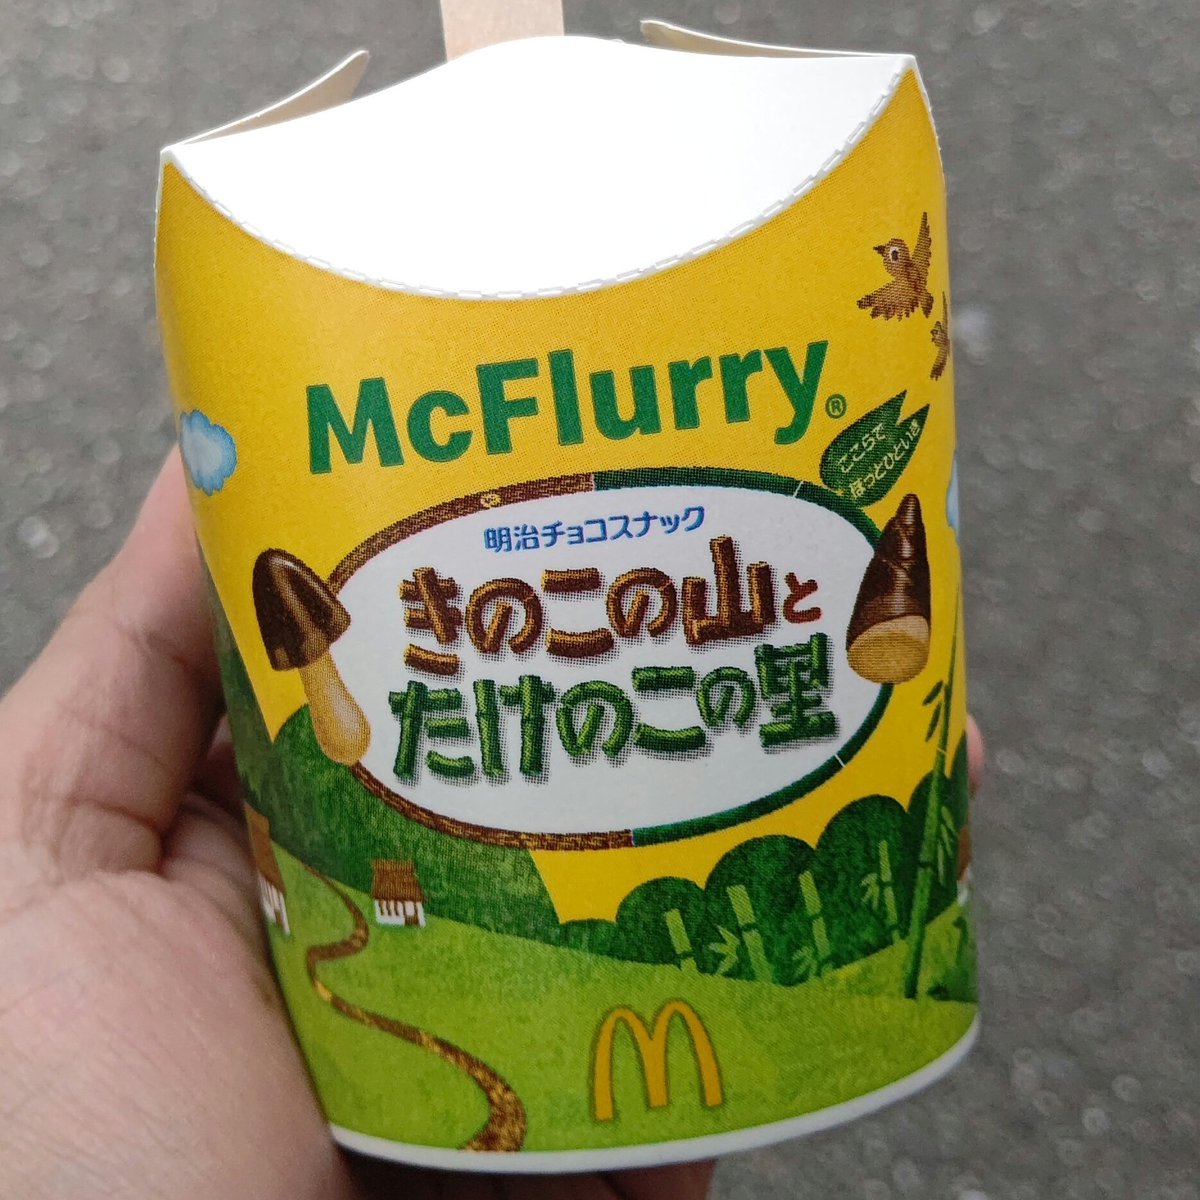 McFlurry®
ここらで
ほっとひといき
明治チョコスナック
きのこの山と
たけのこの里